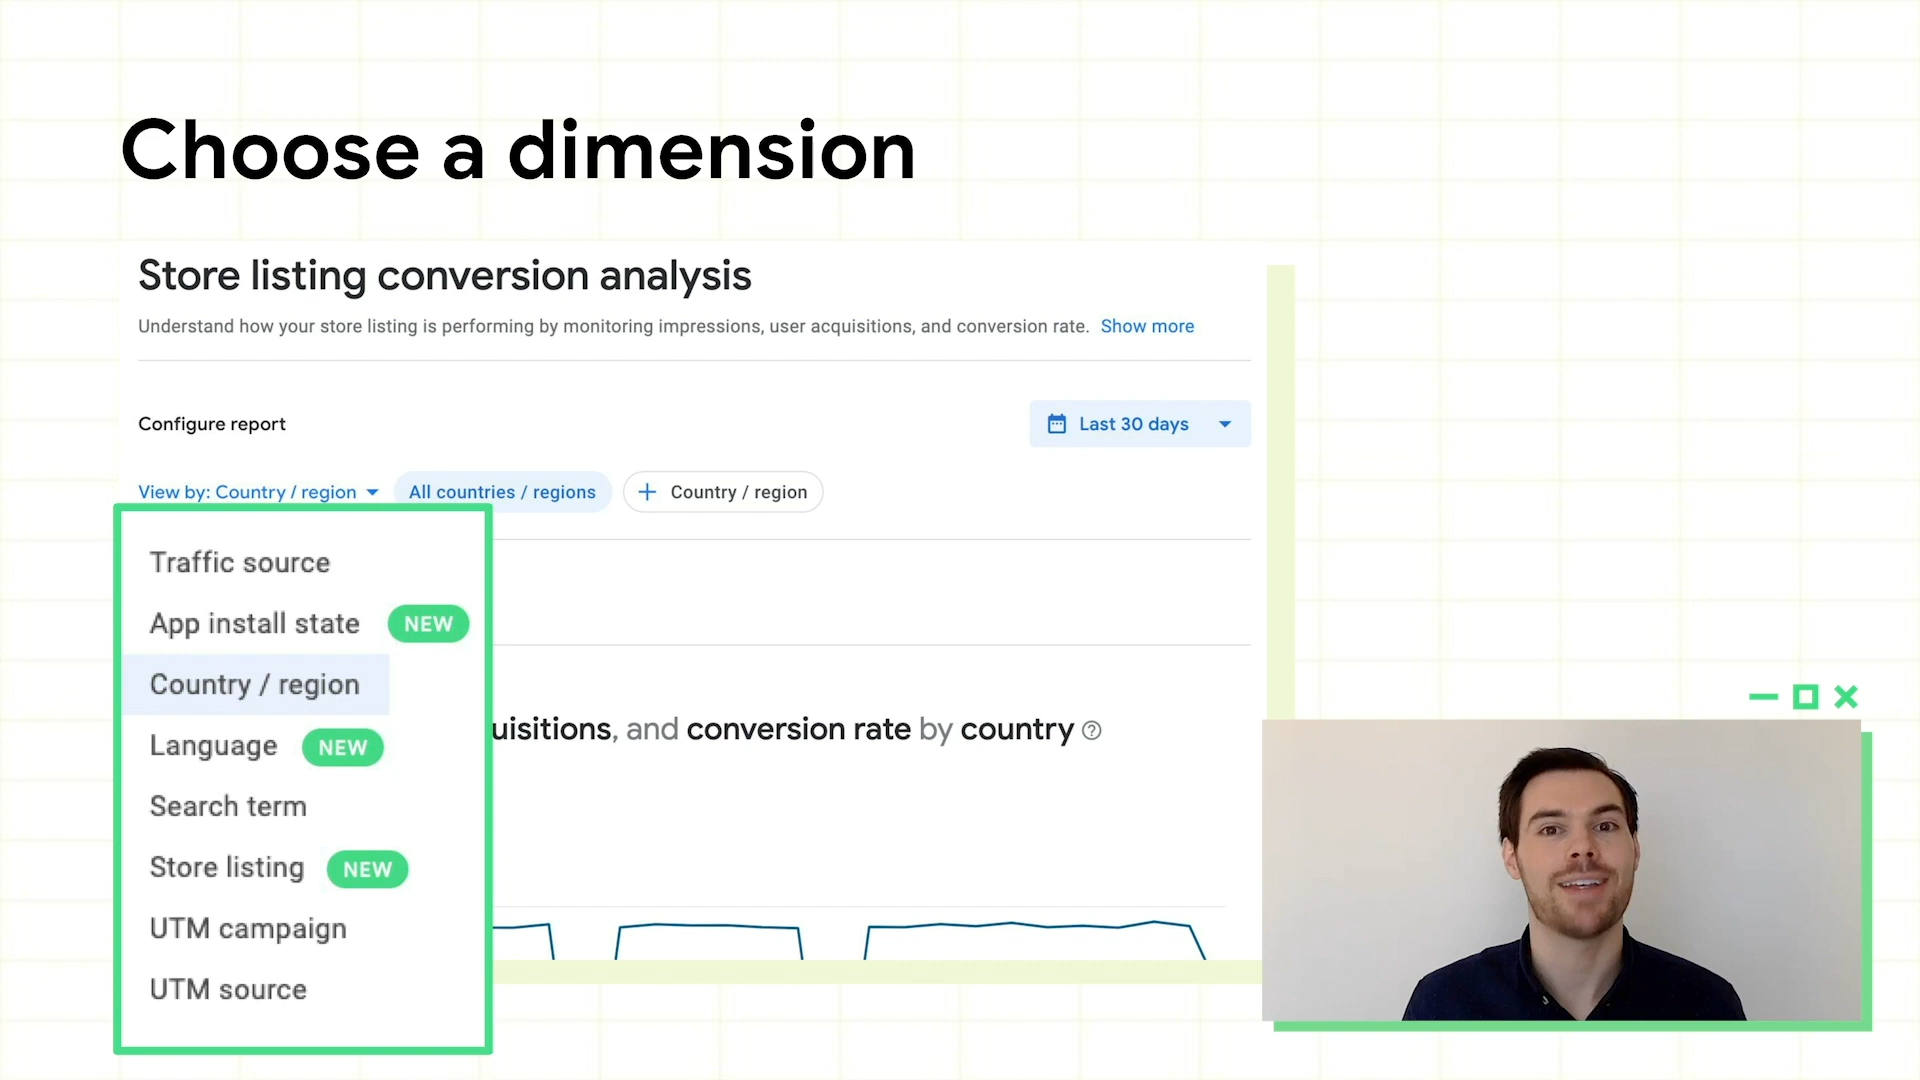 Choose a dimension
Store listing conversion analysis
Understand how your store listing is performing by monitoring impressions, user acquisitions, and conversion rate. Show more
Configure report
Last 30 days
View by: Country / region
All countries / regions
+ Country / region
Traffic source
App install state NEW
Country / region
Language NEW
Search term
Store listing NEW
UTM campaign
UTM source
uisitions, and conversion rate by country